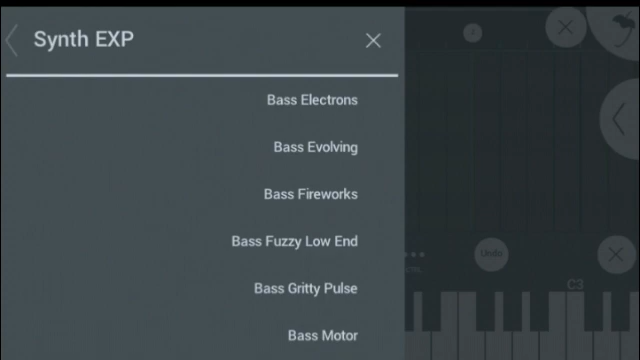 Synth EXP
Bass Electrons
Bass Evolving
Bass Fireworks
Bass Fuzzy Low End
Bass Gritty Pulse
Bass Motor
Undo
C3